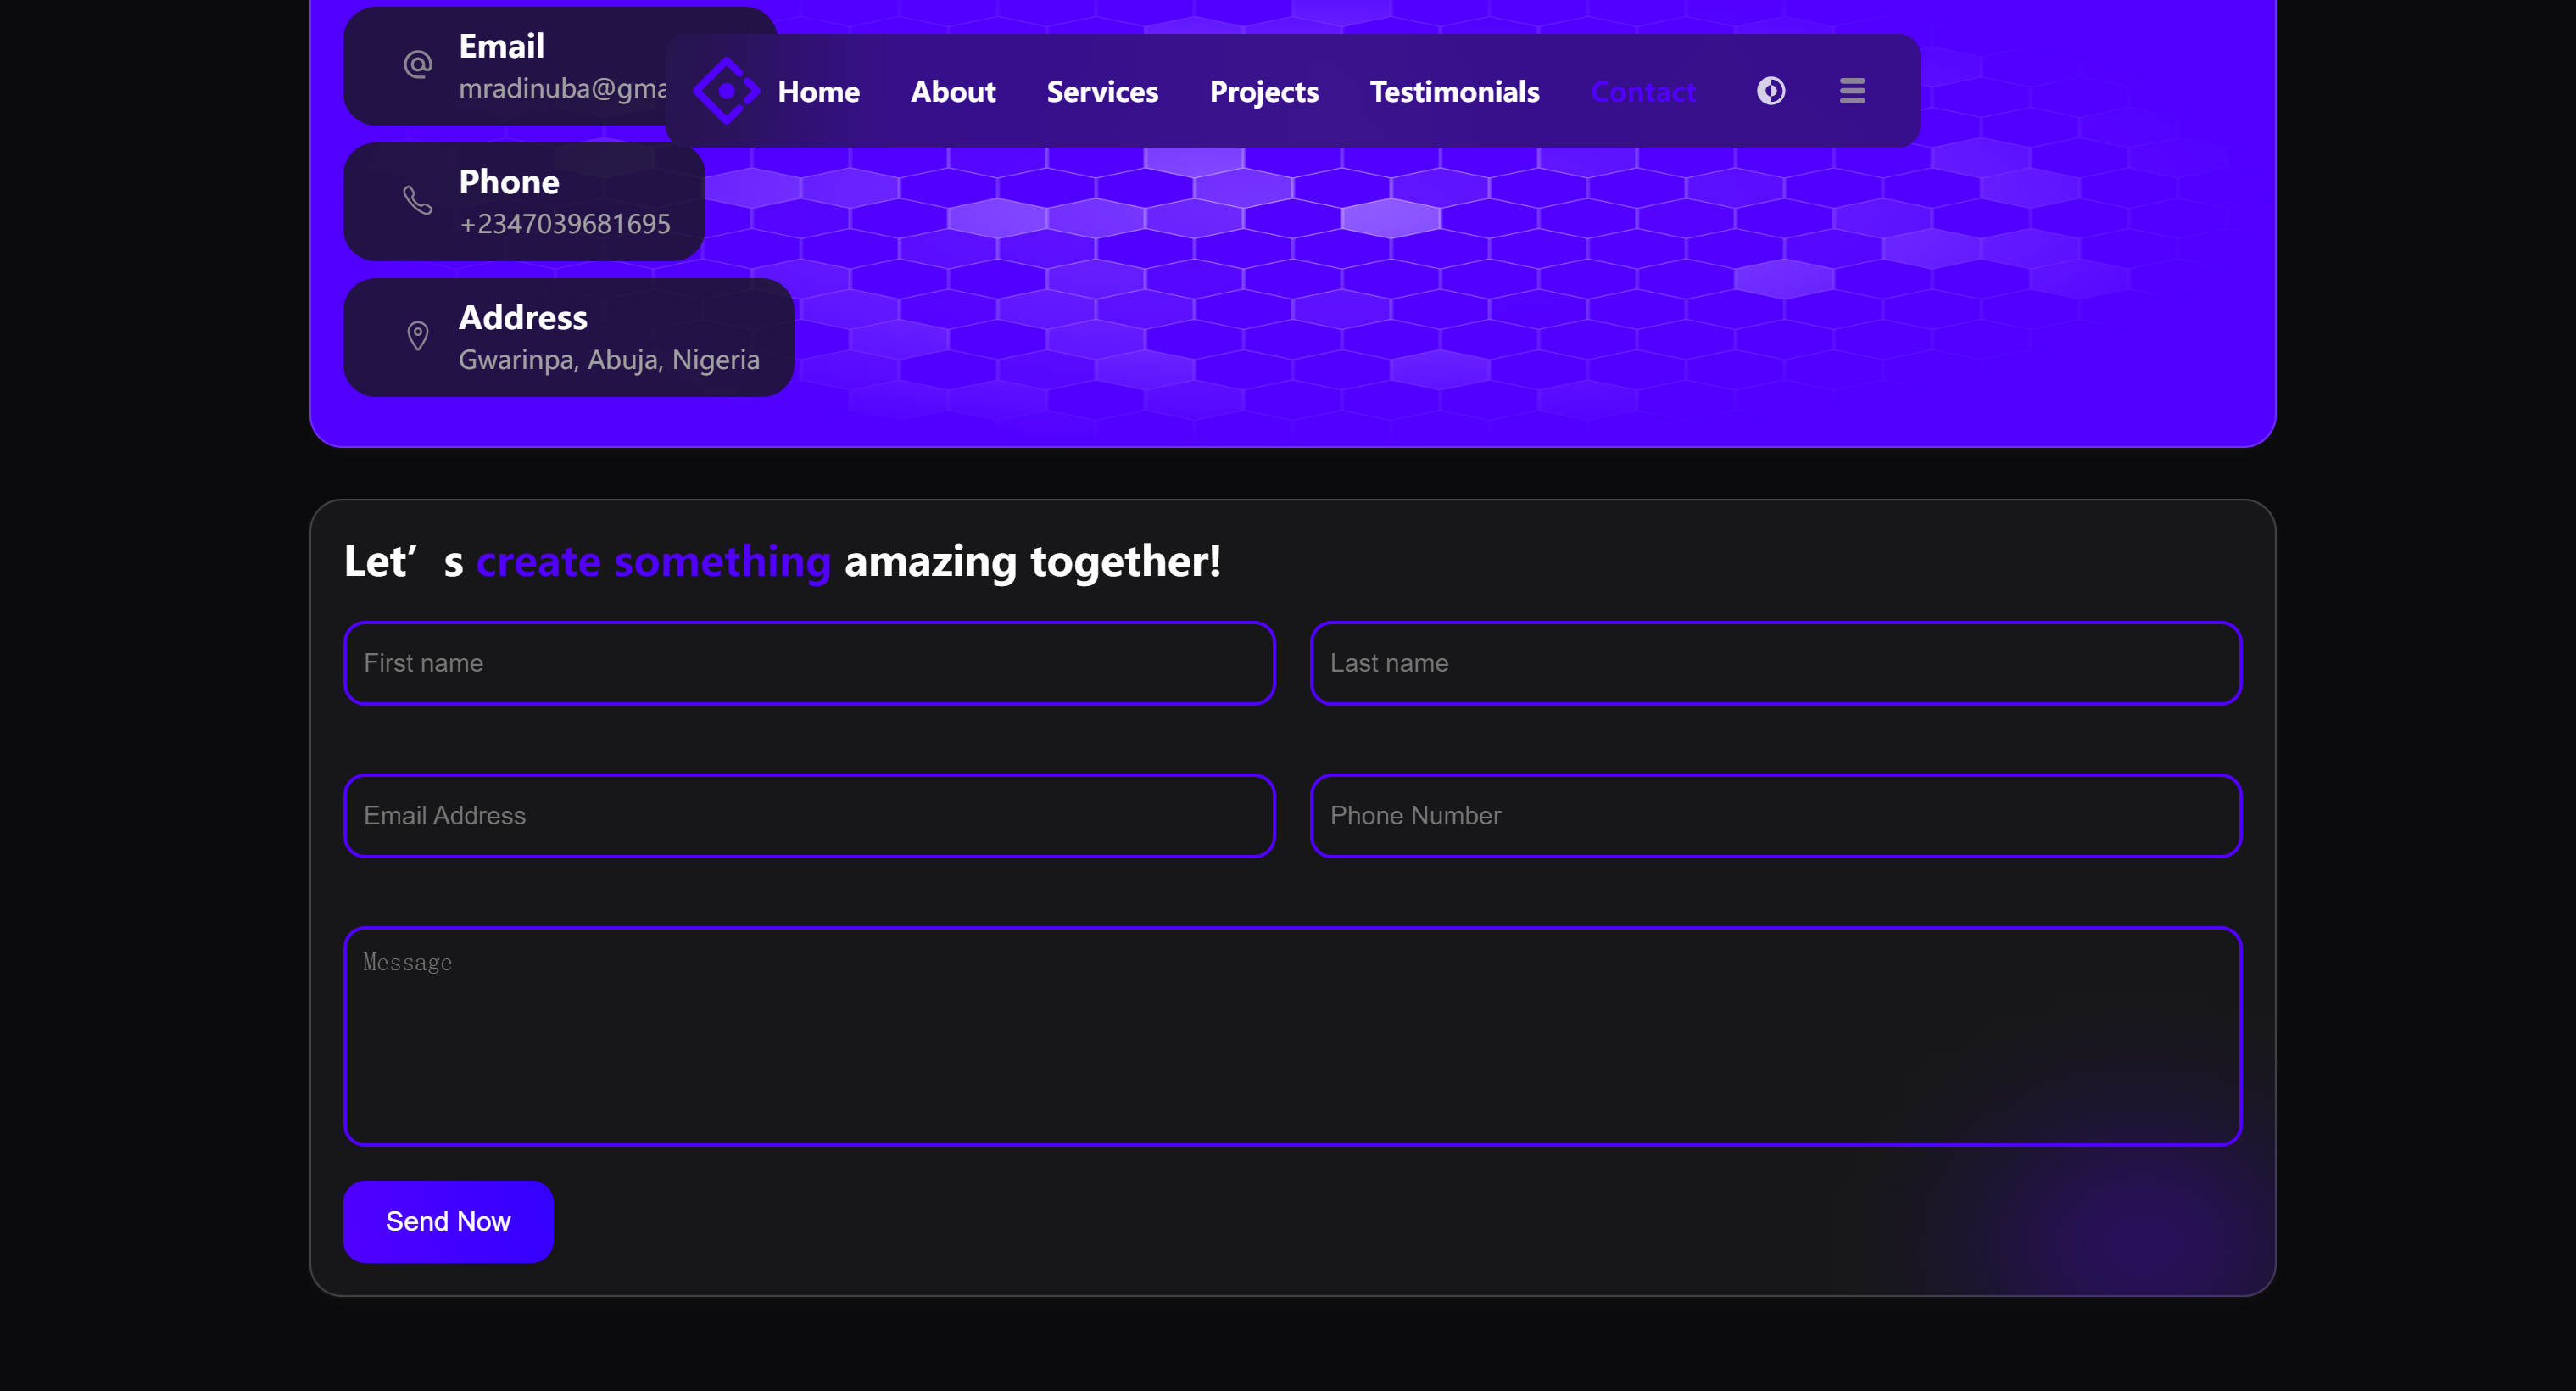 Email
mradinuba@gma
Home About Services Projects Testimonials Contact
Phone
+2347039681695
Address
Gwarinpa, Abuja, Nigeria
Let’s create something amazing together!
First name
Last name
Email Address
Phone Number
Message
Send Now